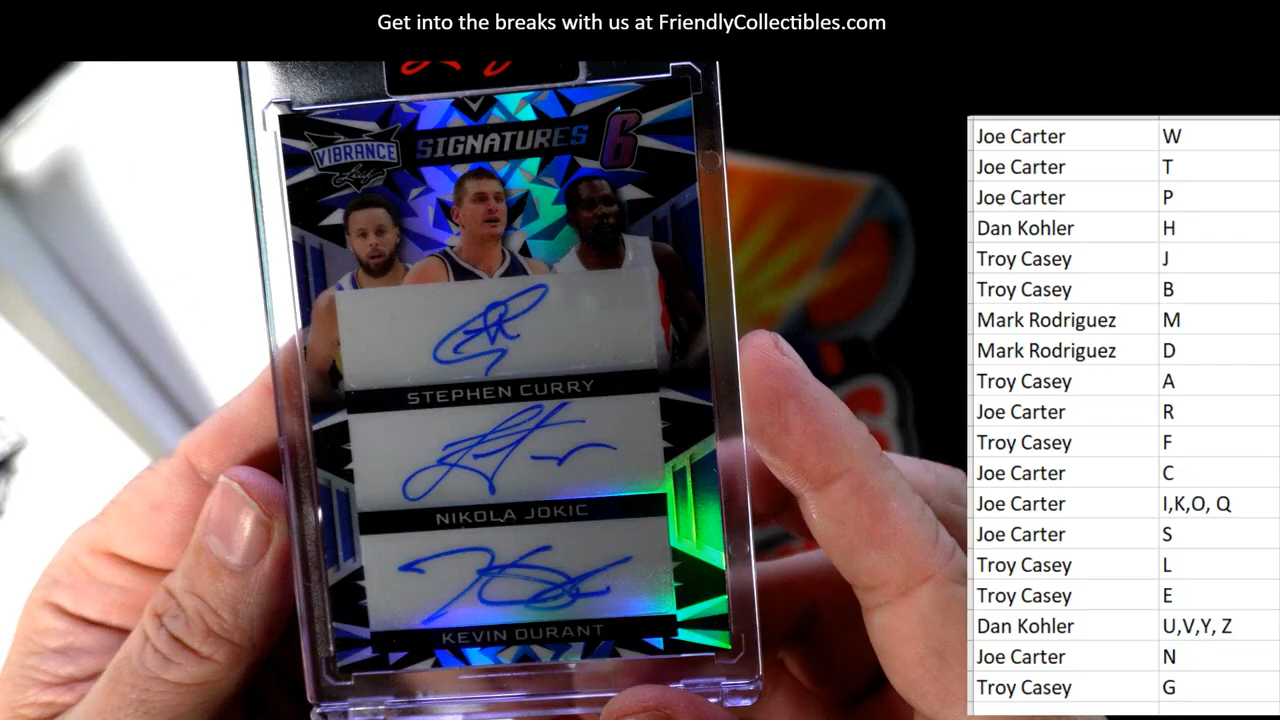 Get into the breaks with us at FriendlyCollectibles.com
VIBRANCE
Leaf
SIGNATURES 6
STEPHEN CURRY
NIKOLA JOKIC
KEVIN DURANT
Joe Carter W
Joe Carter T
Joe Carter P
Dan Kohler H
Troy Casey J
Troy Casey B
Mark Rodriguez M
Mark Rodriguez D
Troy Casey A
Joe Carter R
Troy Casey F
Joe Carter C
Joe Carter I,K,O, Q
Joe Carter S
Troy Casey L
Troy Casey E
Dan Kohler U,V,Y, Z
Joe Carter N
Troy Casey G